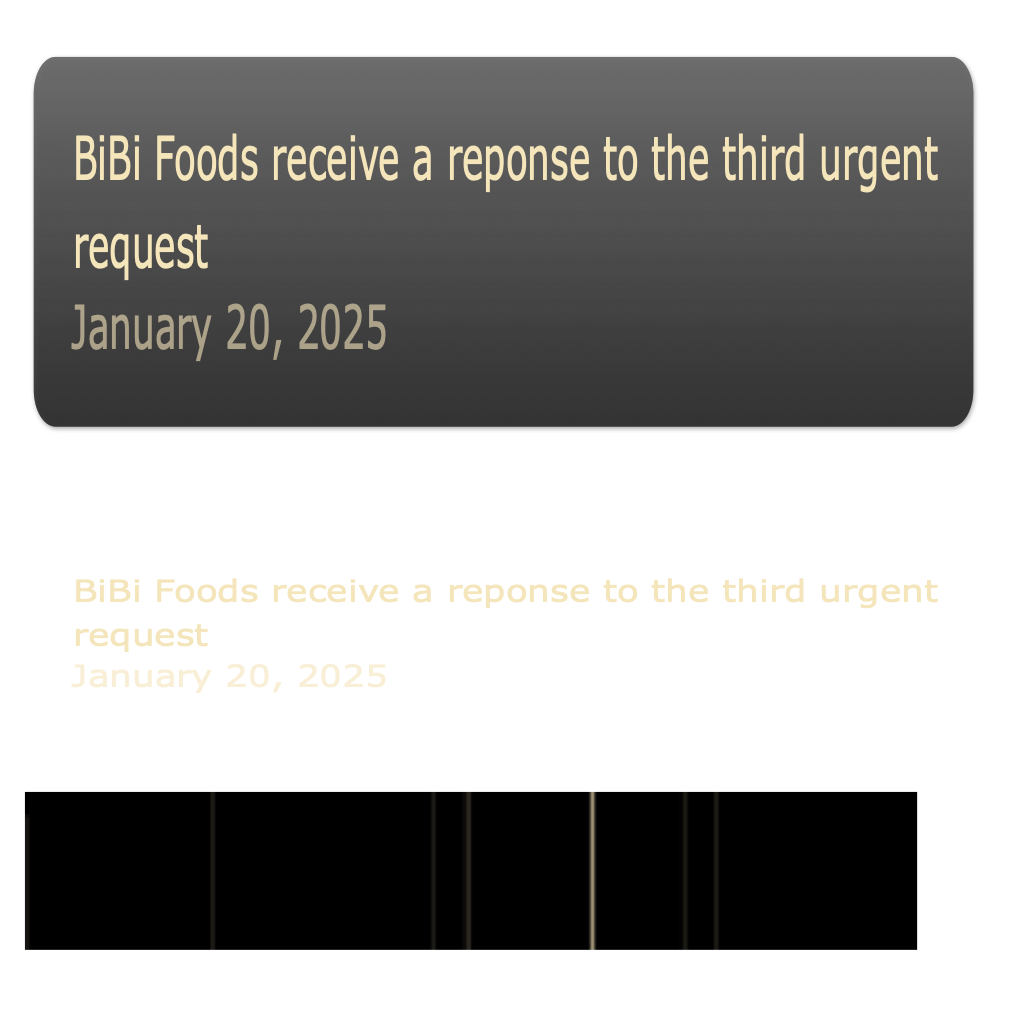 BiBi Foods receive a reponse to the third urgent
request
January 20, 2025
BiBi Foods receive a reponse to the third urgent
request
January 20, 2025